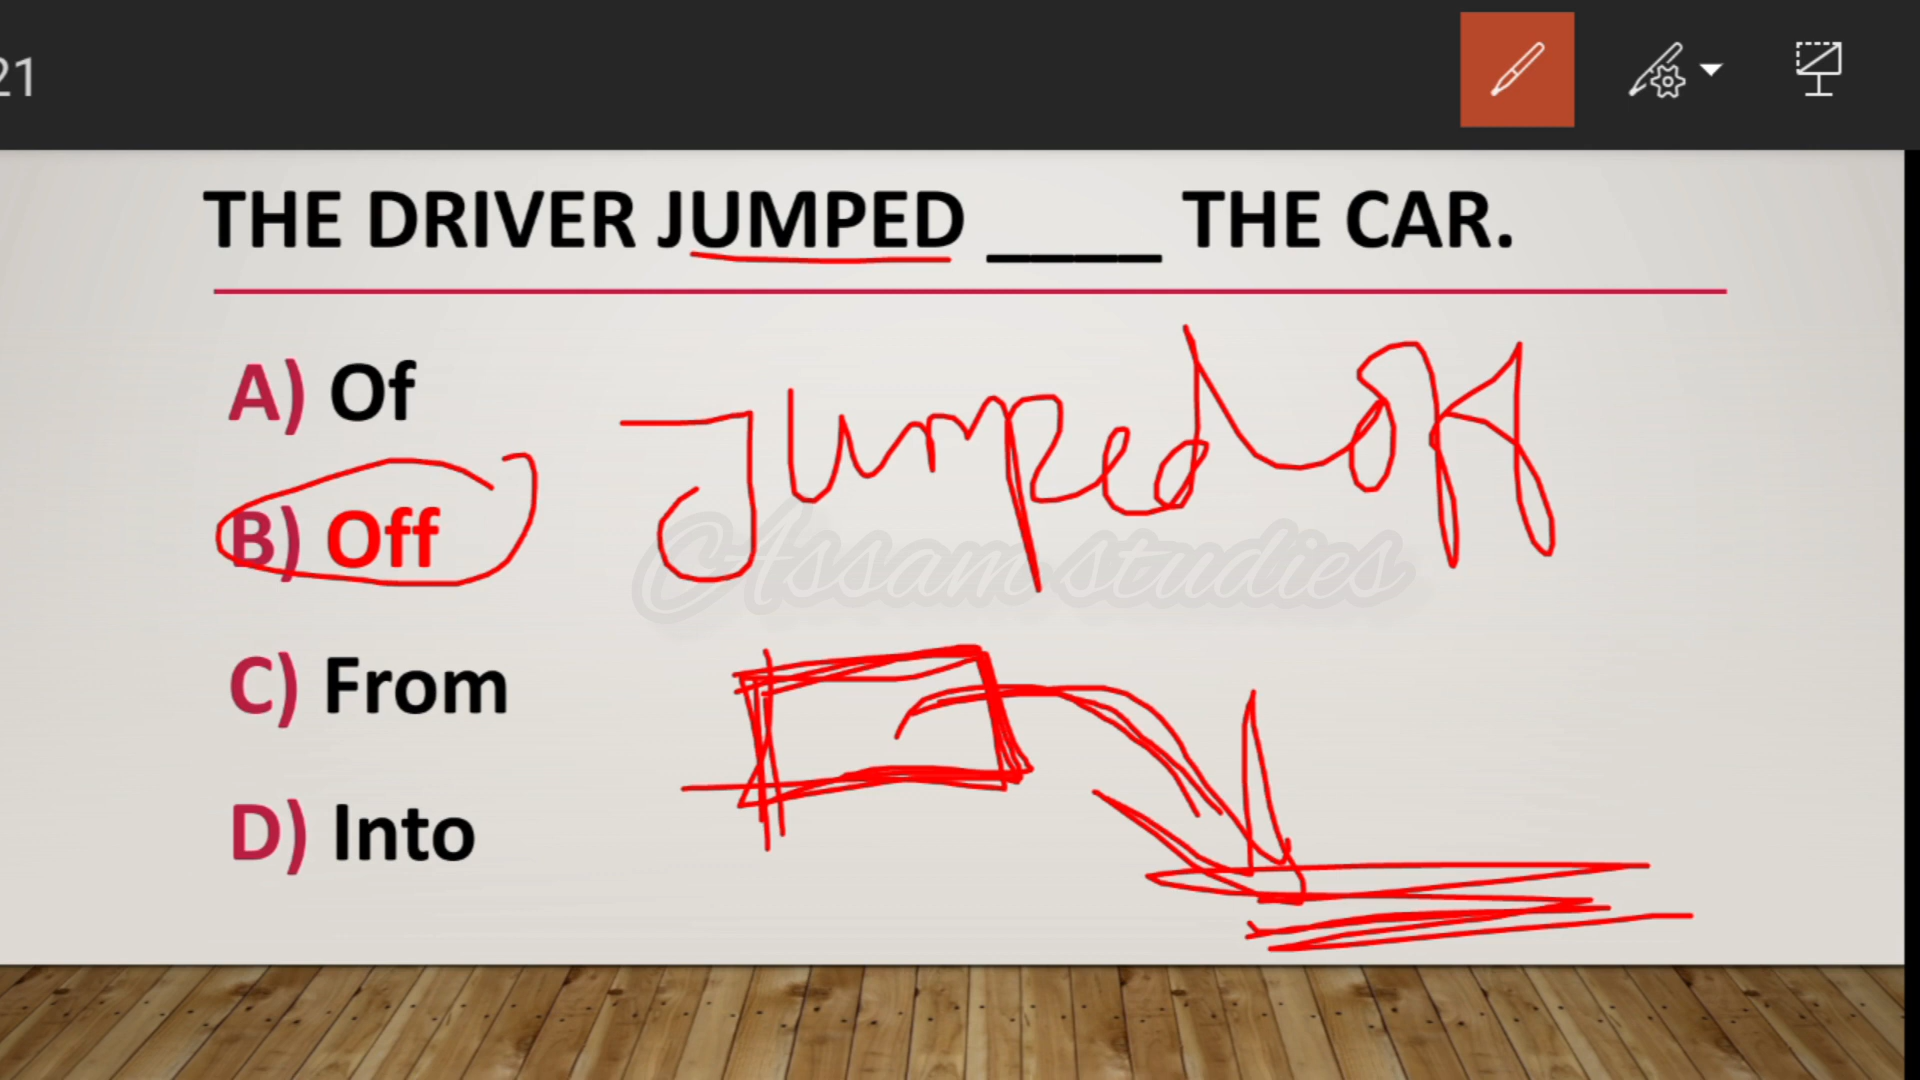 21
THE DRIVER JUMPED ____ THE CAR.
A) Of
Jumped off
B) Off
Assam studies
C) From
D) Into